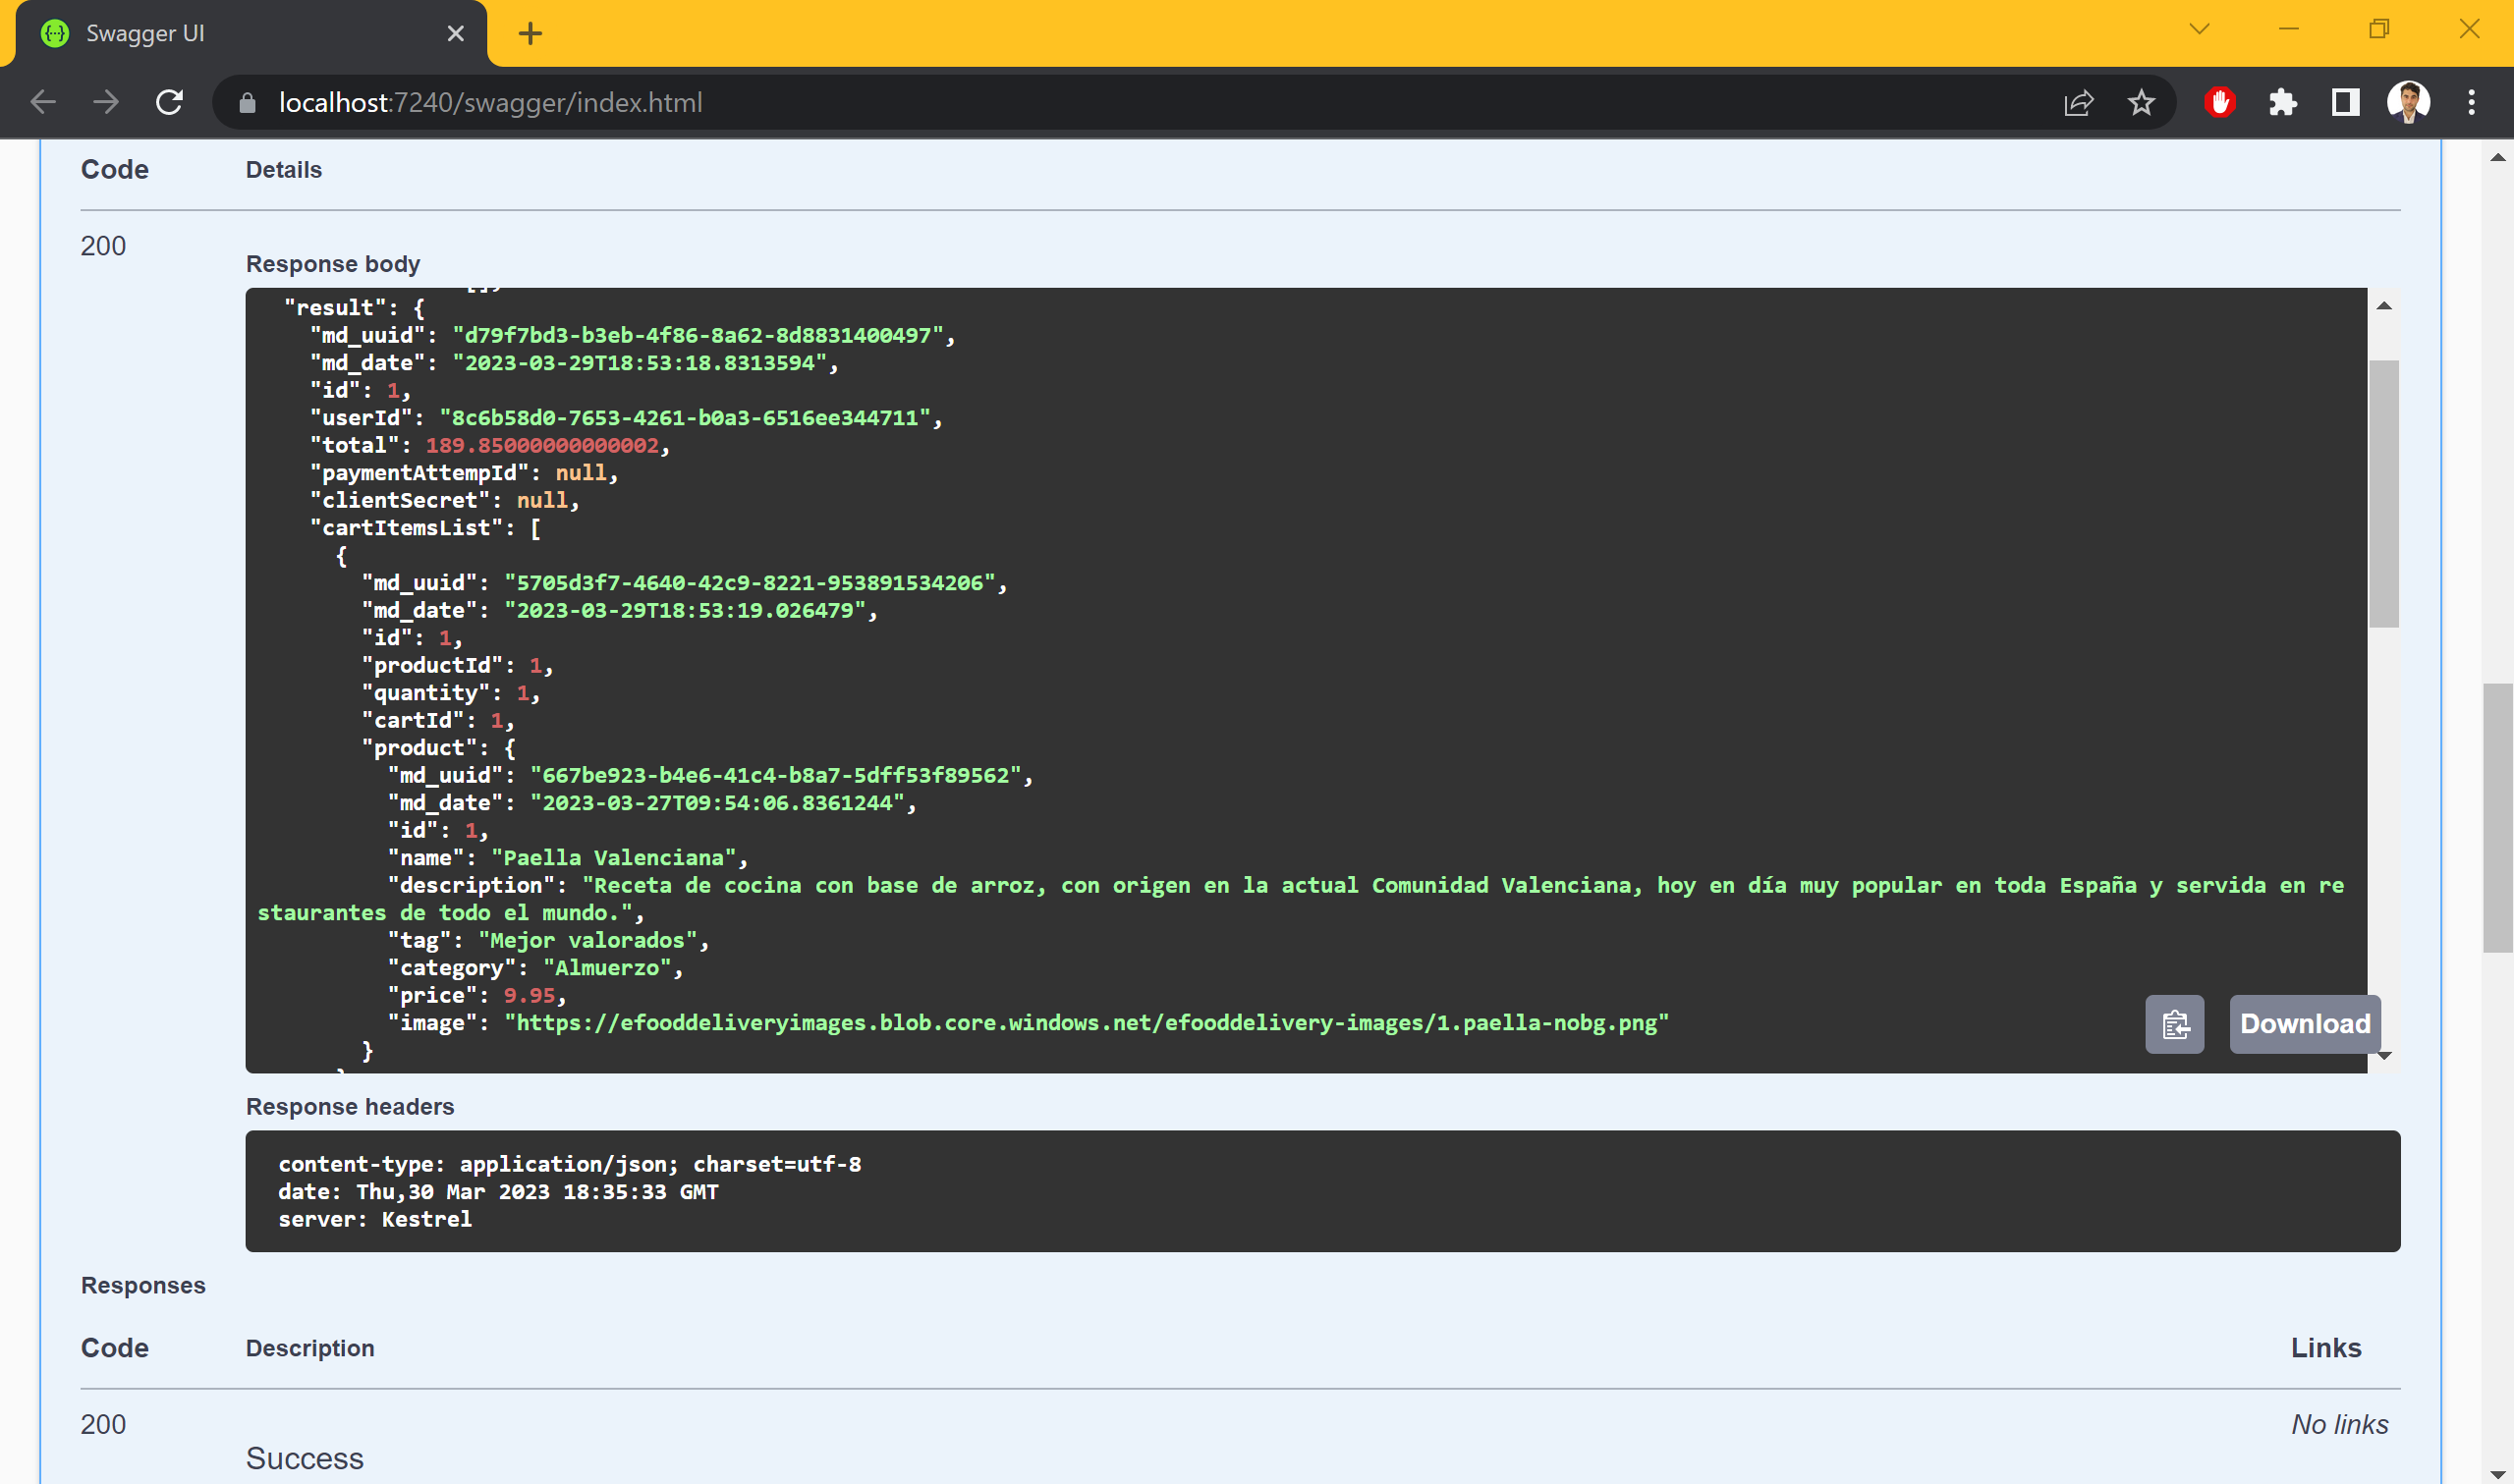 Swagger UI
localhost:7240/swagger/index.html
Code Details
200
Response body
"result": {
"md_uuid": "d79f7bd3-b3eb-4f86-8a62-8d8831400497",
"md_date": "2023-03-29T18:53:18.8313594",
"id": 1,
"userId": "8c6b58d0-7653-4261-b0a3-6516ee344711",
"total": 189.85000000000002,
"paymentAttempId": null,
"clientSecret": null,
"cartItemsList": [
{
"md_uuid": "5705d3f7-4640-42c9-8221-953891534206",
"md_date": "2023-03-29T18:53:19.026479",
"id": 1,
"productId": 1,
"quantity": 1,
"cartId": 1,
"product": {
"md_uuid": "667be923-b4e6-41c4-b8a7-5dff53f89562",
"md_date": "2023-03-27T09:54:06.8361244",
"id": 1,
"name": "Paella Valenciana",
"description": "Receta de cocina con base de arroz, con origen en la actual Comunidad Valenciana, hoy en día muy popular en toda España y servida en re
staurantes de todo el mundo.",
"tag": "Mejor valorados",
"category": "Almuerzo",
"price": 9.95,
"image": "https://efooddeliveryimages.blob.core.windows.net/efooddelivery-images/1.paella-nobg.png"
}
Download
Response headers
content-type: application/json; charset=utf-8
date: Thu,30 Mar 2023 18:35:33 GMT
server: Kestrel
Responses
Code Description Links
200 No links
Success